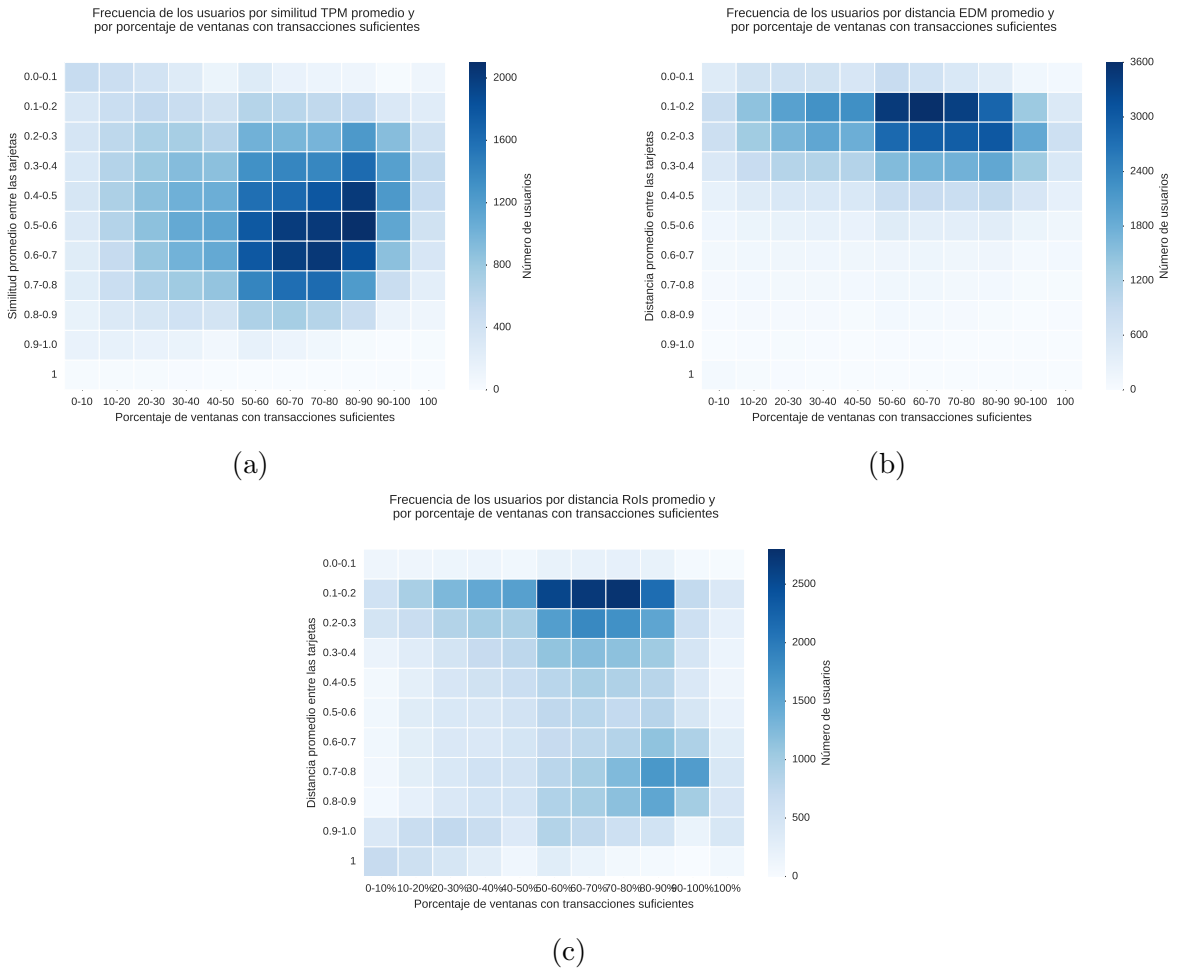 Frecuencia de los usuarios por similitud TPM promedio y
por porcentaje de ventanas con transacciones suficientes
Similitud promedio entre las tarjetas
0.0-0.1
0.1-0.2
0.2-0.3
0.3-0.4
0.4-0.5
0.5-0.6
0.6-0.7
0.7-0.8
0.8-0.9
0.9-1.0
1
0-10 10-20 20-30 30-40 40-50 50-60 60-70 70-80 80-90 90-100 100
Porcentaje de ventanas con transacciones suficientes
2000
1600
1200
800
400
0
Número de usuarios
(a)
Frecuencia de los usuarios por distancia EDM promedio y
por porcentaje de ventanas con transacciones suficientes
Distancia promedio entre las tarjetas
0.0-0.1
0.1-0.2
0.2-0.3
0.3-0.4
0.4-0.5
0.5-0.6
0.6-0.7
0.7-0.8
0.8-0.9
0.9-1.0
1
0-10 10-20 20-30 30-40 40-50 50-60 60-70 70-80 80-90 90-100 100
Porcentaje de ventanas con transacciones suficientes
3600
3000
2400
1800
1200
600
0
Número de usuarios
(b)
Frecuencia de los usuarios por distancia RoIs promedio y
por porcentaje de ventanas con transacciones suficientes
Distancia promedio entre las tarjetas
0.0-0.1
0.1-0.2
0.2-0.3
0.3-0.4
0.4-0.5
0.5-0.6
0.6-0.7
0.7-0.8
0.8-0.9
0.9-1.0
1
0-10% 10-20% 20-30% 30-40% 40-50% 50-60% 60-70% 70-80% 80-90% 90-100% 100%
Porcentaje de ventanas con transacciones suficientes
2500
2000
1500
1000
500
0
Número de usuarios
(c)